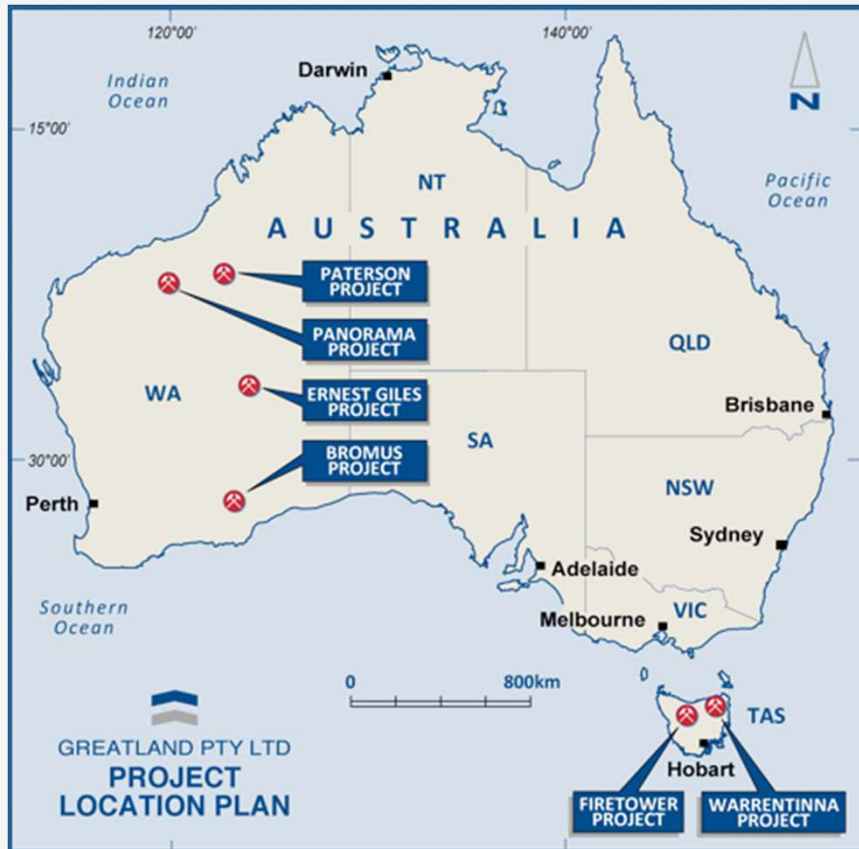 120°00'
140°00'
Darwin
Indian
Ocean
N
15°00'
Pacific
Ocean
NT
AUSTRALIA
PATERSON
PROJECT
PANORAMA
PROJECT
QLD
WA
ERNEST GILES
PROJECT
Brisbane
SA
BROMUS
PROJECT
30°00'
NSW
Perth
Sydney
Adelaide
Southern
Ocean
Melbourne
VIC
0 800km
TAS
GREATLAND PTY LTD
PROJECT
LOCATION PLAN
Hobart
FIRETOWER
PROJECT
WARRENTINNA
PROJECT